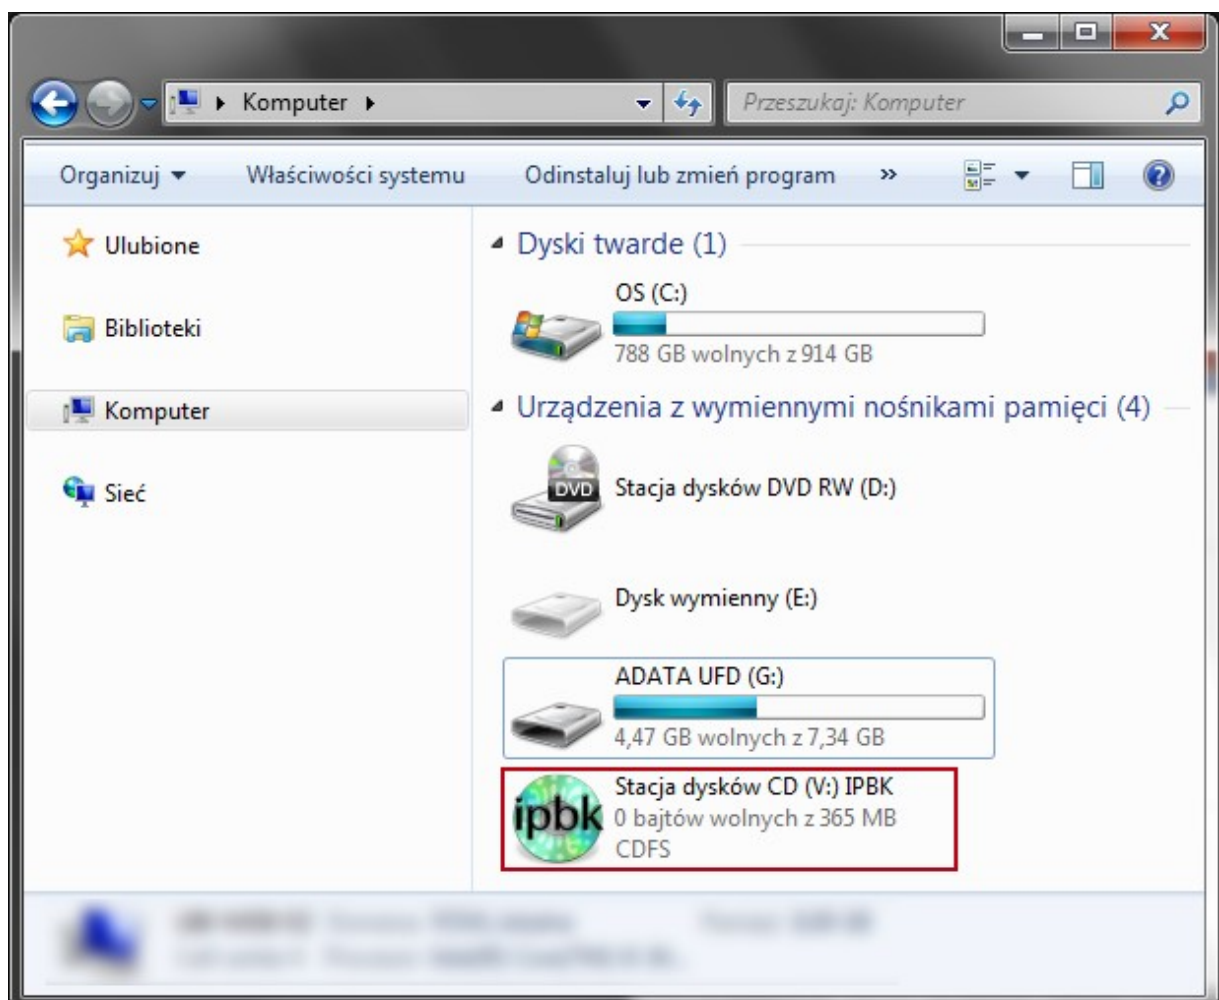 Komputer
Przeszukaj: Komputer
Organizuj
Właściwości systemu
Odinstaluj lub zmień program
»
Ulubione
Biblioteki
Komputer
Sieć
Dyski twarde (1)
OS (C:)
788 GB wolnych z 914 GB
Urządzenia z wymiennymi nośnikami pamięci (4)
DVD
Stacja dysków DVD RW (D:)
Dysk wymienny (E:)
ADATA UFD (G:)
4,47 GB wolnych z 7,34 GB
ipbk
Stacja dysków CD (V:) IPBK
0 bajtów wolnych z 365 MB
CDFS